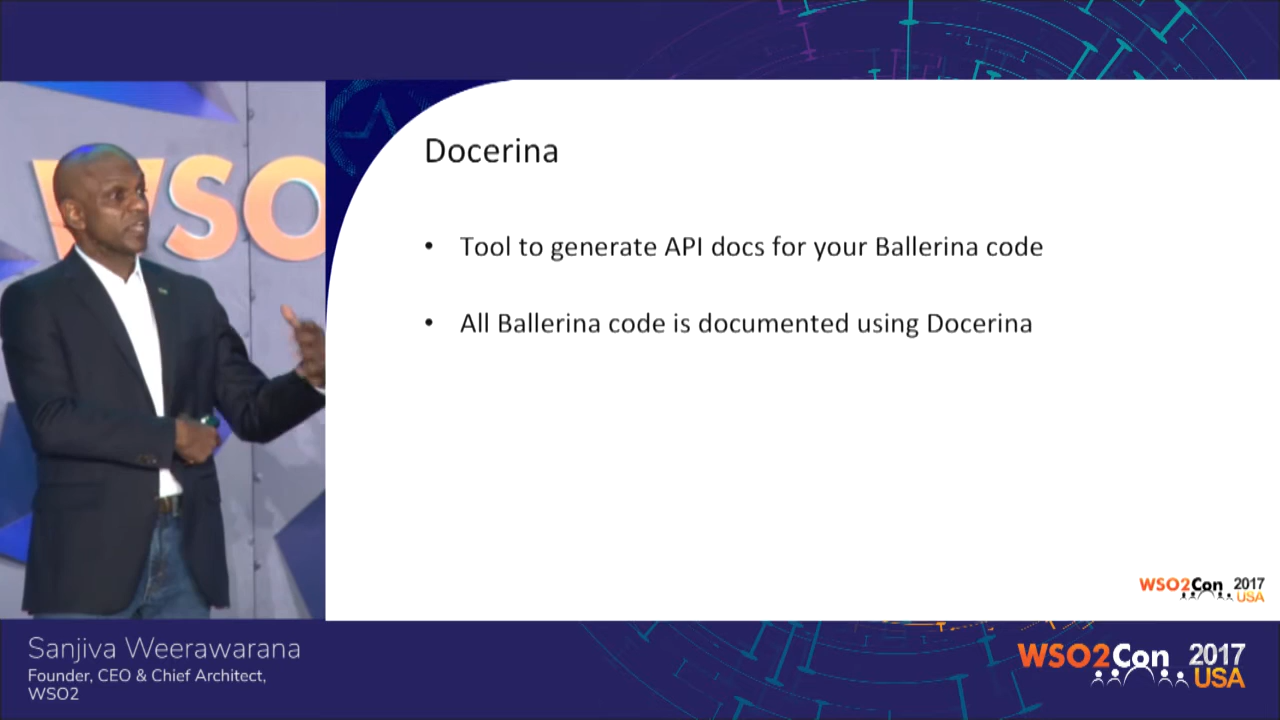 WSO
Docerina
• Tool to generate API docs for your Ballerina code
• All Ballerina code is documented using Docerina
WSO2Con 2017
USA
Sanjiva Weerawarana
Founder, CEO & Chief Architect,
WSO2
WSO2Con 2017
USA